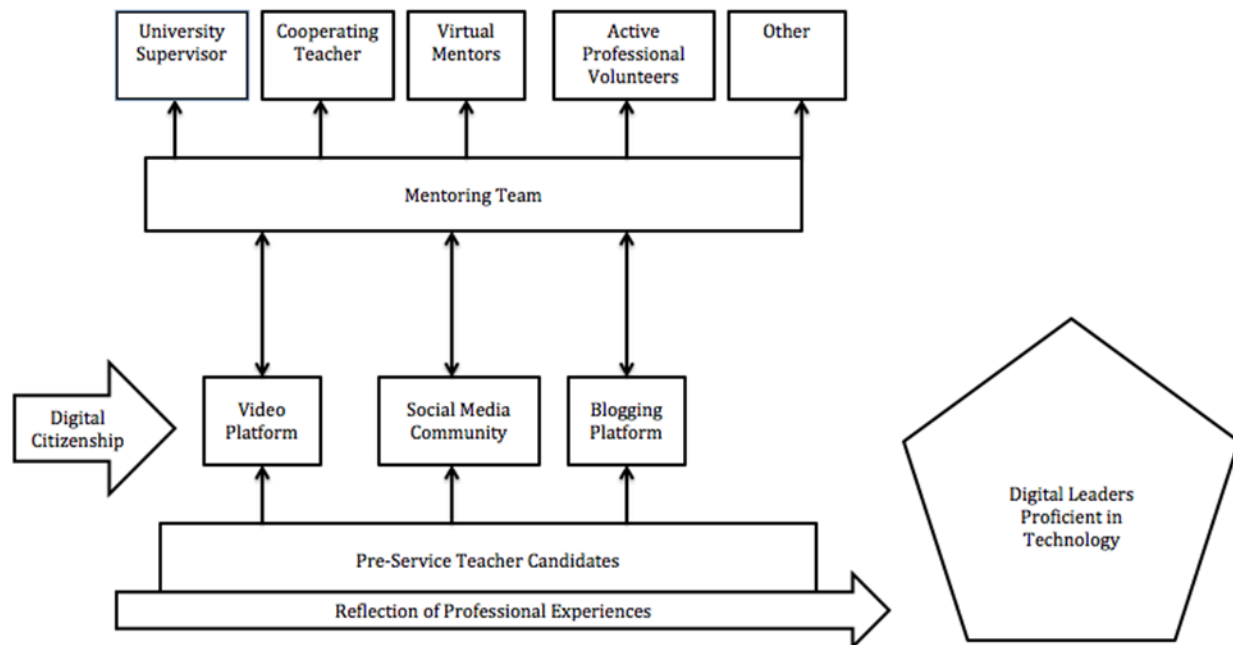 University
Supervisor
Cooperating
Teacher
Virtual
Mentors
Active
Professional
Volunteers
Other
Mentoring Team
Digital
Citizenship
Video
Platform
Social Media
Community
Blogging
Platform
Digital Leaders
Proficient in
Technology
Pre-Service Teacher Candidates
Reflection of Professional Experiences